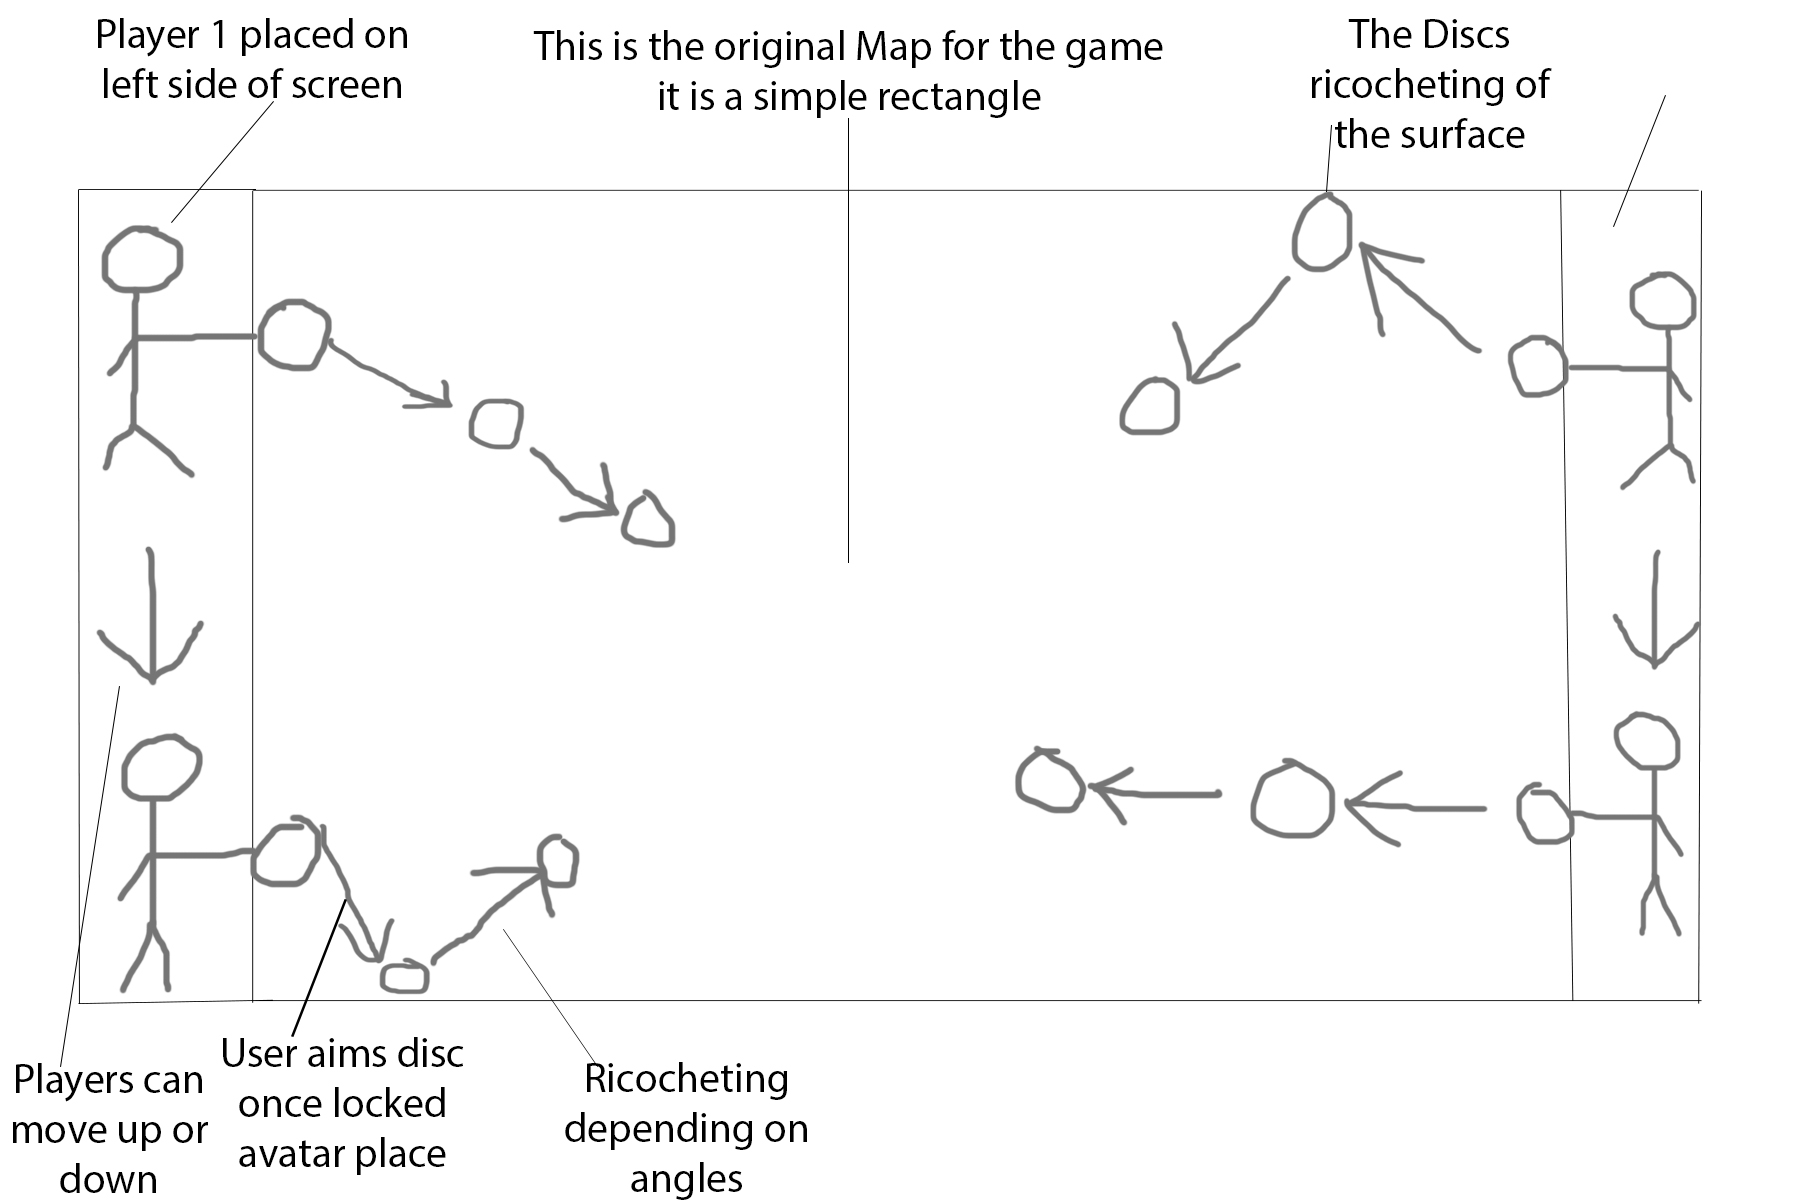 Player 1 placed on
left side of screen
This is the original Map for the game
it is a simple rectangle
The Discs
ricocheting of
the surface
Players can
move up or
down
User aims disc
once locked
avatar place
Ricocheting
depending on
angles